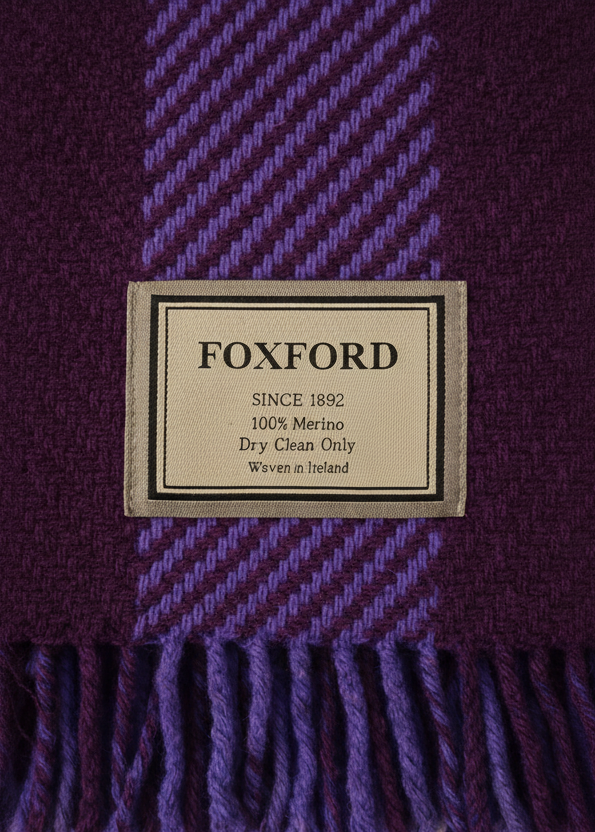 FOXFORD
SINCE 1892
100% Merino
Dry Clean Only
Wsven in Ireland